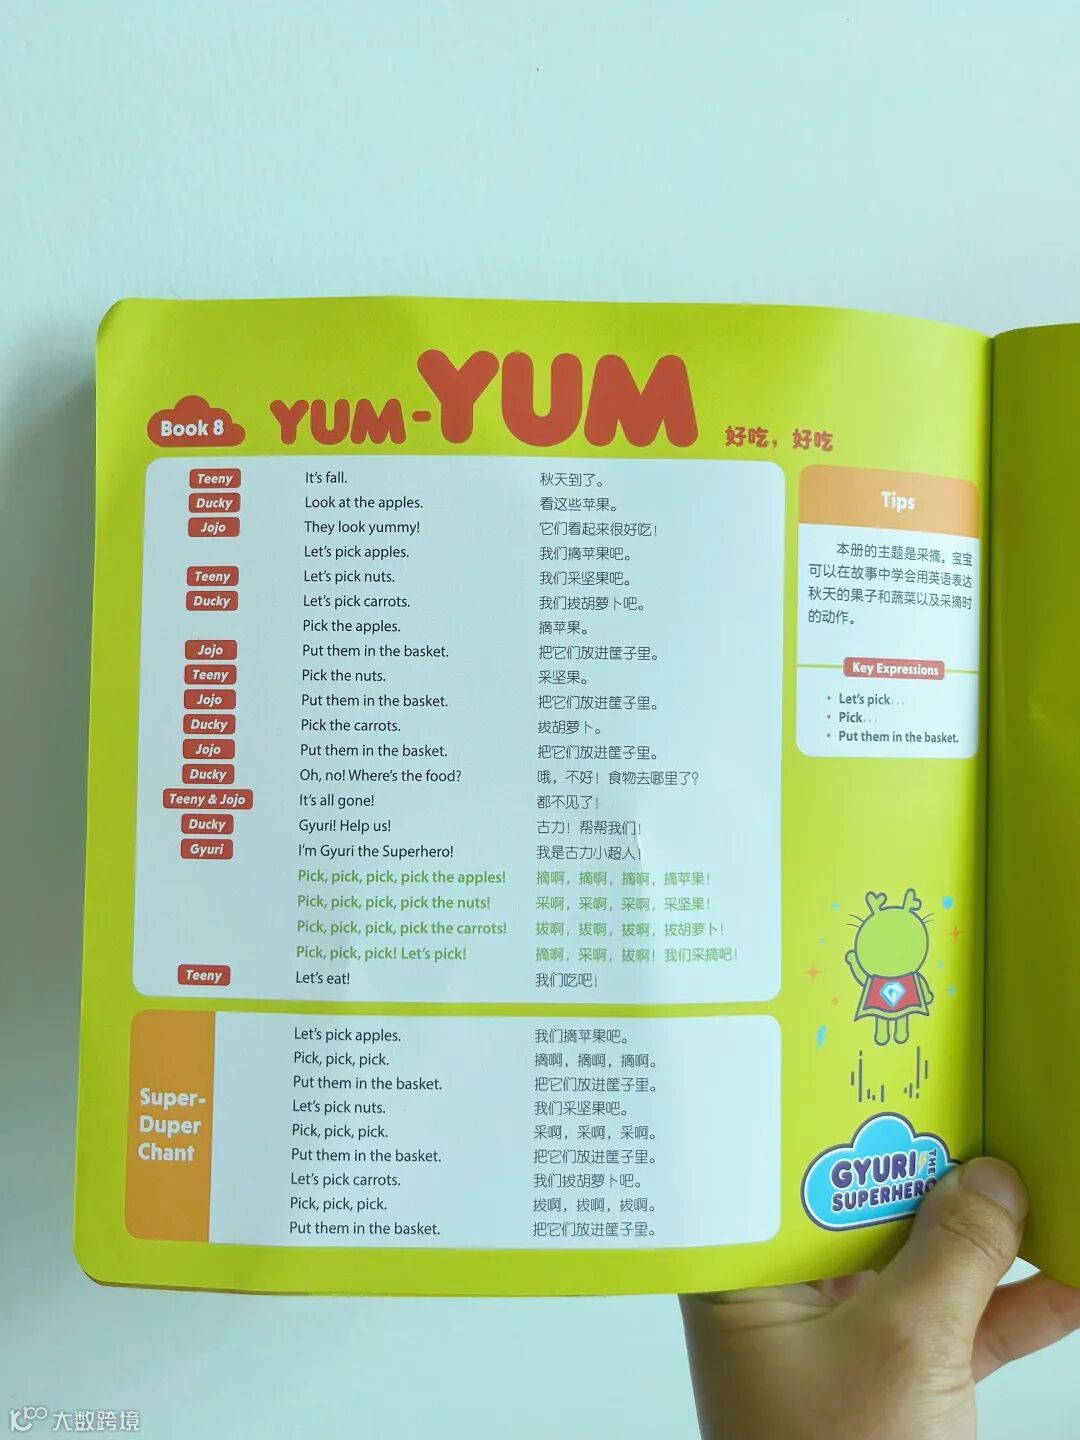 Book 8 YUM-YUM 好吃，好吃
Teeny It's fall. 秋天到了。
Ducky Look at the apples. 看这些苹果。
Jojo They look yummy! 它们看起来很好吃！
Let's pick apples. 我们摘苹果吧。
Teeny Let's pick nuts. 我们采坚果吧。
Ducky Let's pick carrots. 我们拔胡萝卜吧。
Pick the apples. 摘苹果。
Jojo Put them in the basket. 把它们放进筐子里。
Teeny Pick the nuts. 采坚果。
Jojo Put them in the basket. 把它们放进筐子里。
Ducky Pick the carrots. 拔胡萝卜。
Jojo Put them in the basket. 把它们放进筐子里。
Ducky Oh, no! Where's the food? 哦，不好！食物去哪里了？
Teeny & Jojo It's all gone! 都不见了！
Ducky Gyuri! Help us! 古力！帮帮我们！
Gyuri I'm Gyuri the Superhero! 我是古力小超人！
Pick, pick, pick, pick the apples! 摘啊，摘啊，摘啊，摘苹果！
Pick, pick, pick, pick the nuts! 采啊，采啊，采啊，采坚果！
Pick, pick, pick, pick the carrots! 拔啊，拔啊，拔啊，拔胡萝卜！
Pick, pick, pick! Let's pick! 摘啊，采啊，拔啊！我们采摘吧！
Teeny Let's eat! 我们吃吧！
Super-
Duper
Chant
Let's pick apples. 我们摘苹果吧。
Pick, pick, pick. 摘啊，摘啊，摘啊。
Put them in the basket. 把它们放进筐子里。
Let's pick nuts. 我们采坚果吧。
Pick, pick, pick. 采啊，采啊，采啊。
Put them in the basket. 把它们放进筐子里。
Let's pick carrots. 我们拔胡萝卜吧。
Pick, pick, pick. 拔啊，拔啊，拔啊。
Put them in the basket. 把它们放进筐子里。
Tips
本册的主题是采摘。宝宝
可以在故事中学会用英语表达
秋天的果子和蔬菜以及采摘时
的动作。
Key Expressions
• Let's pick...
• Pick...
• Put them in the basket.
G
GYURI THE
SUPERHERO
大数跨境